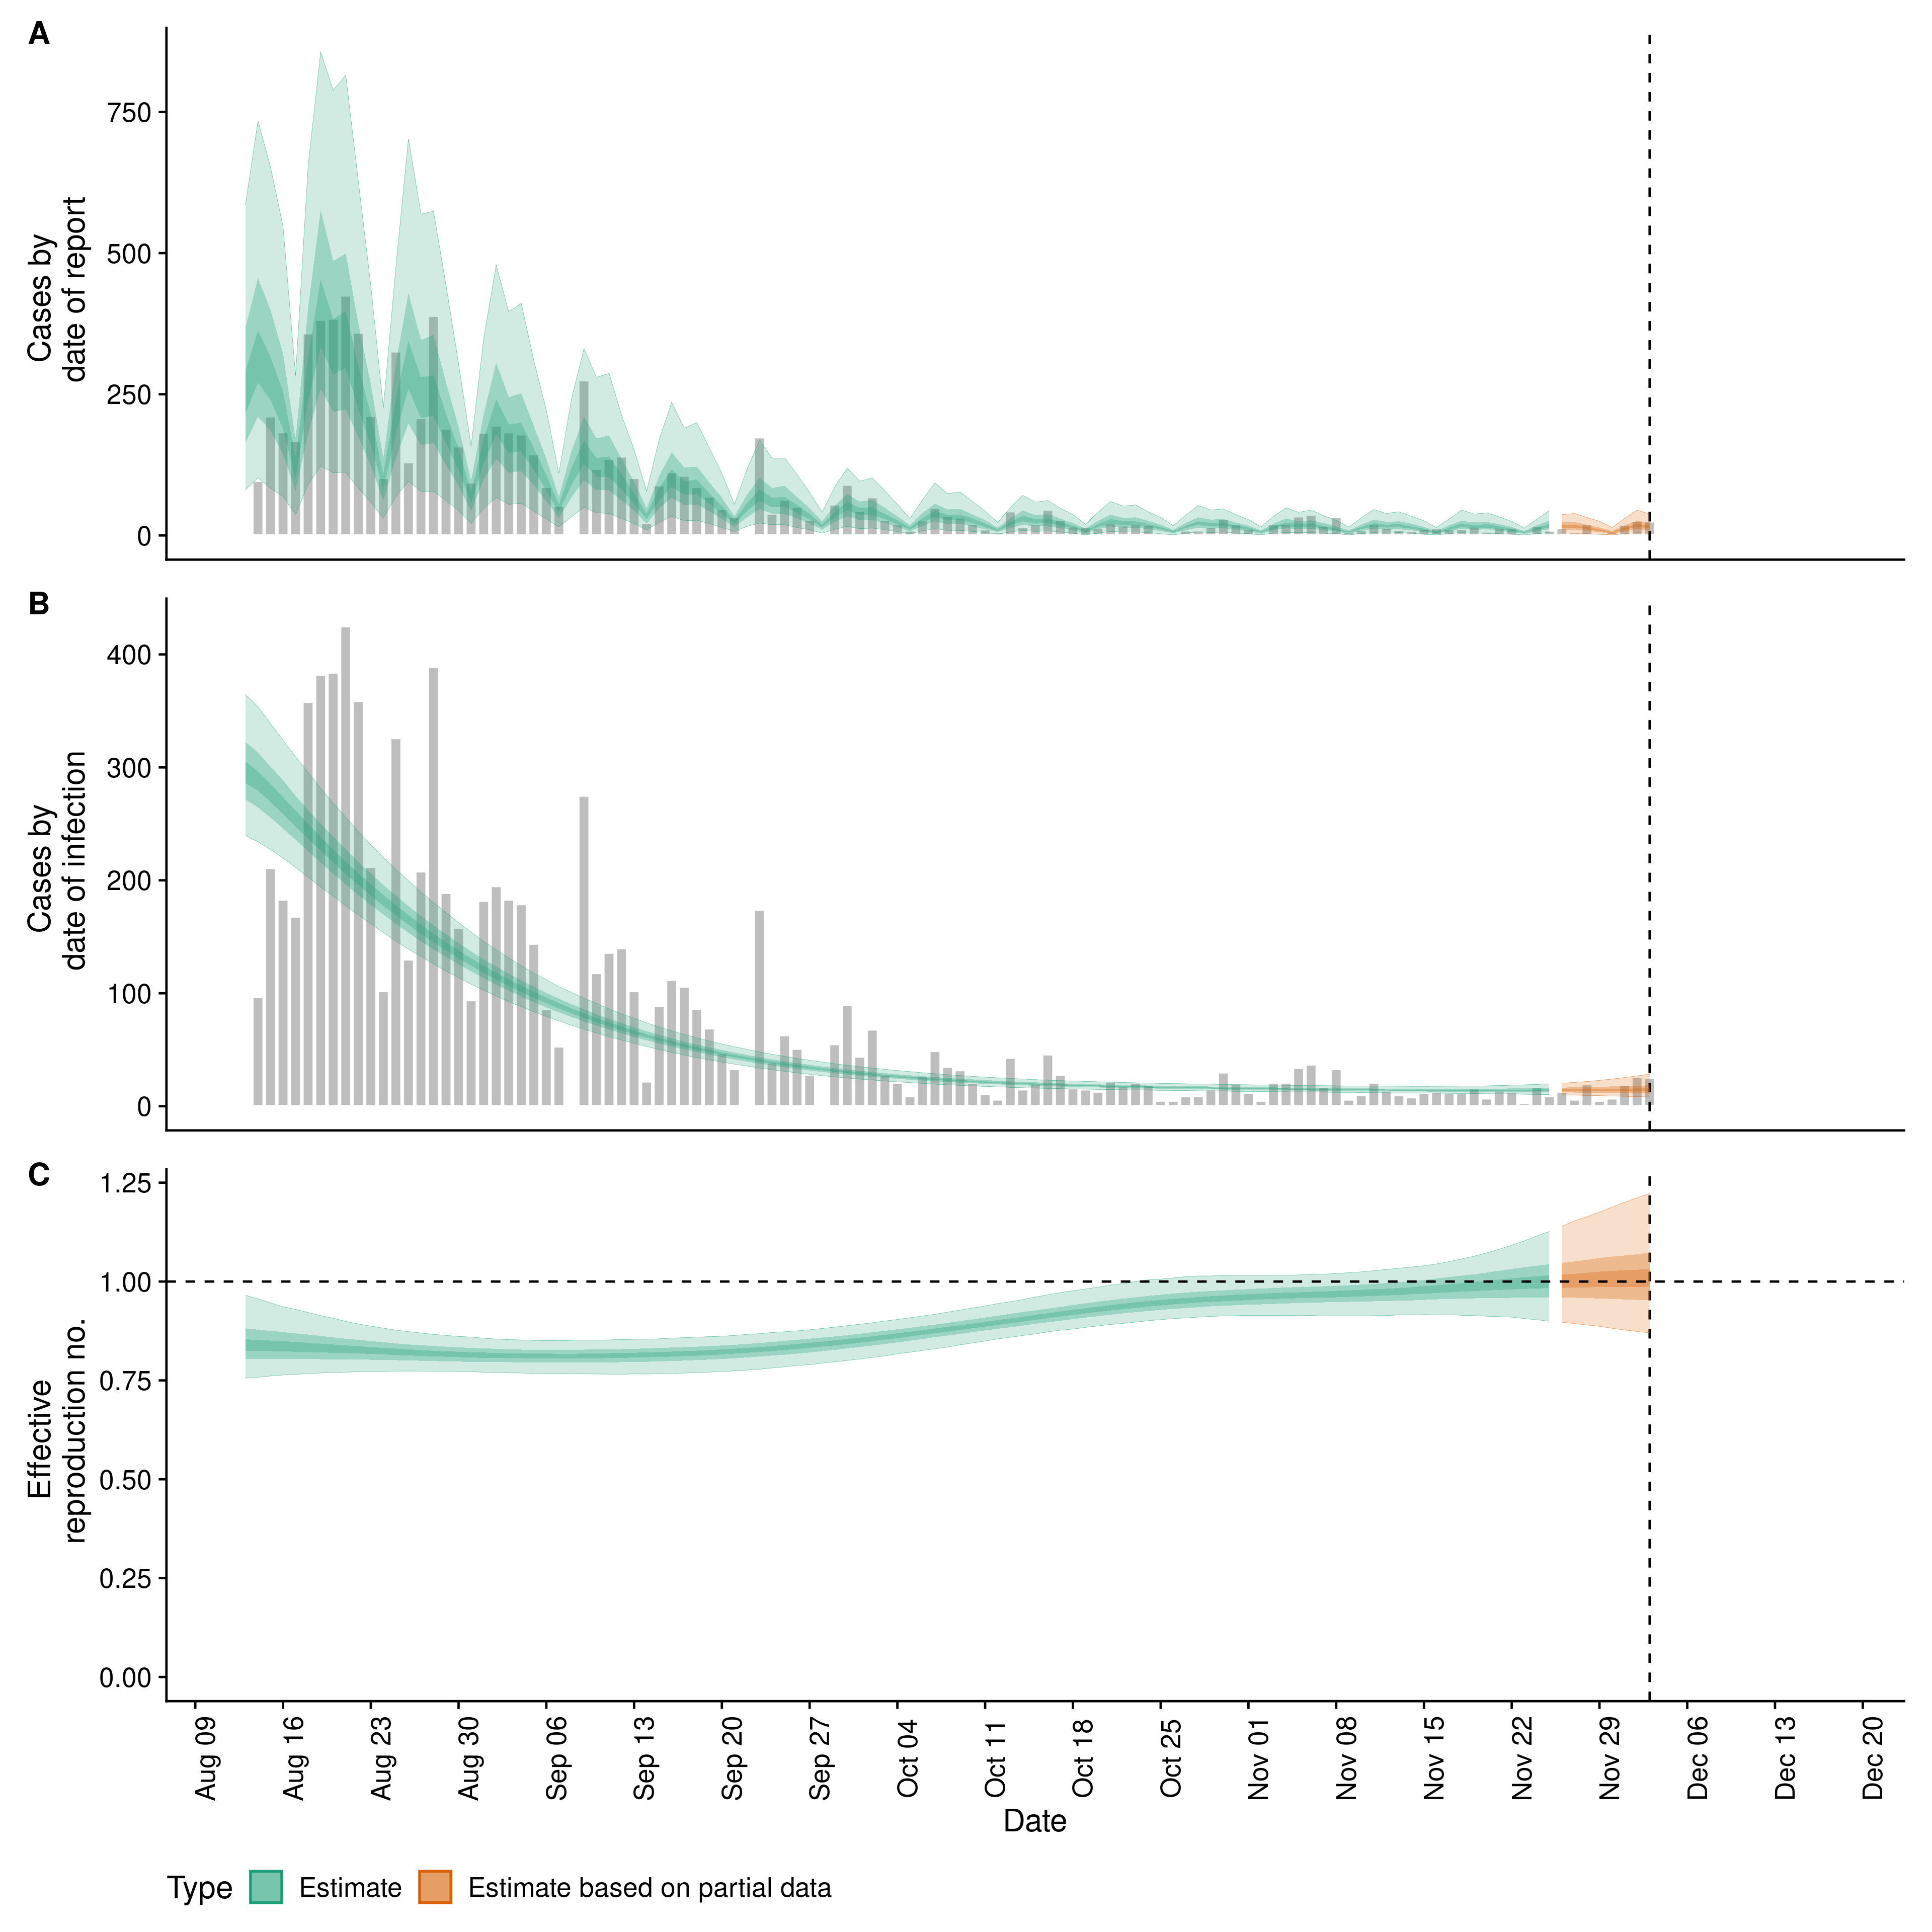 A
Cases by
date of report
750
500
250
0
B
Cases by
date of infection
400
300
200
100
0
C
Effective
reproduction no.
1.25
1.00
0.75
0.50
0.25
0.00
Aug 09
Aug 16
Aug 23
Aug 30
Sep 06
Sep 13
Sep 20
Sep 27
Oct 04
Oct 11
Oct 18
Oct 25
Nov 01
Nov 08
Nov 15
Nov 22
Nov 29
Dec 06
Dec 13
Dec 20
Date
Type
Estimate
Estimate based on partial data